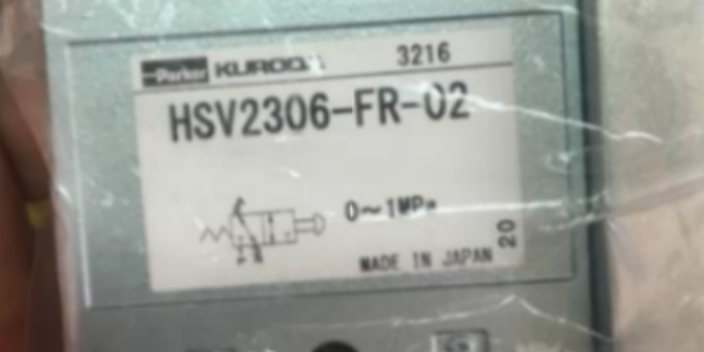 Parker KURODA 3216
HSV2306-FR-02
0~1MPa
20
MADE IN JAPAN